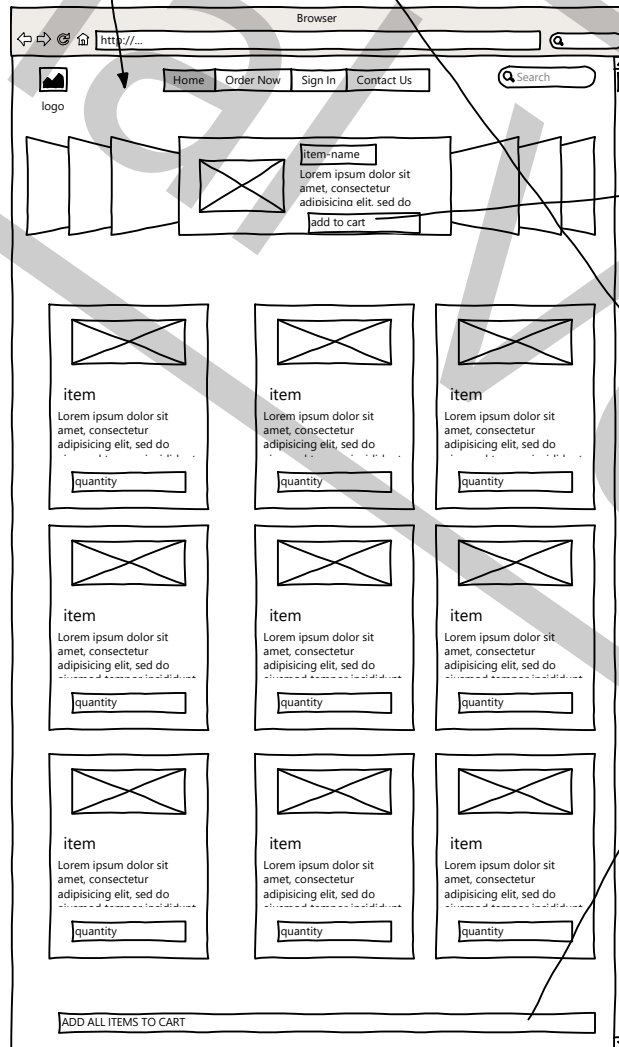 Browser
http://...
Home Order Now Sign In Contact Us
Search
logo
item-name
Lorem ipsum dolor sit
amet, consectetur
adipisicing elit, sed do
add to cart
item
Lorem ipsum dolor sit
amet, consectetur
adipisicing elit, sed do
quantity
item
Lorem ipsum dolor sit
amet, consectetur
adipisicing elit, sed do
quantity
item
Lorem ipsum dolor sit
amet, consectetur
adipisicing elit, sed do
quantity
item
Lorem ipsum dolor sit
amet, consectetur
adipisicing elit, sed do
quantity
item
Lorem ipsum dolor sit
amet, consectetur
adipisicing elit, sed do
quantity
item
Lorem ipsum dolor sit
amet, consectetur
adipisicing elit, sed do
quantity
item
Lorem ipsum dolor sit
amet, consectetur
adipisicing elit, sed do
quantity
item
Lorem ipsum dolor sit
amet, consectetur
adipisicing elit, sed do
quantity
item
Lorem ipsum dolor sit
amet, consectetur
adipisicing elit, sed do
quantity
ADD ALL ITEMS TO CART